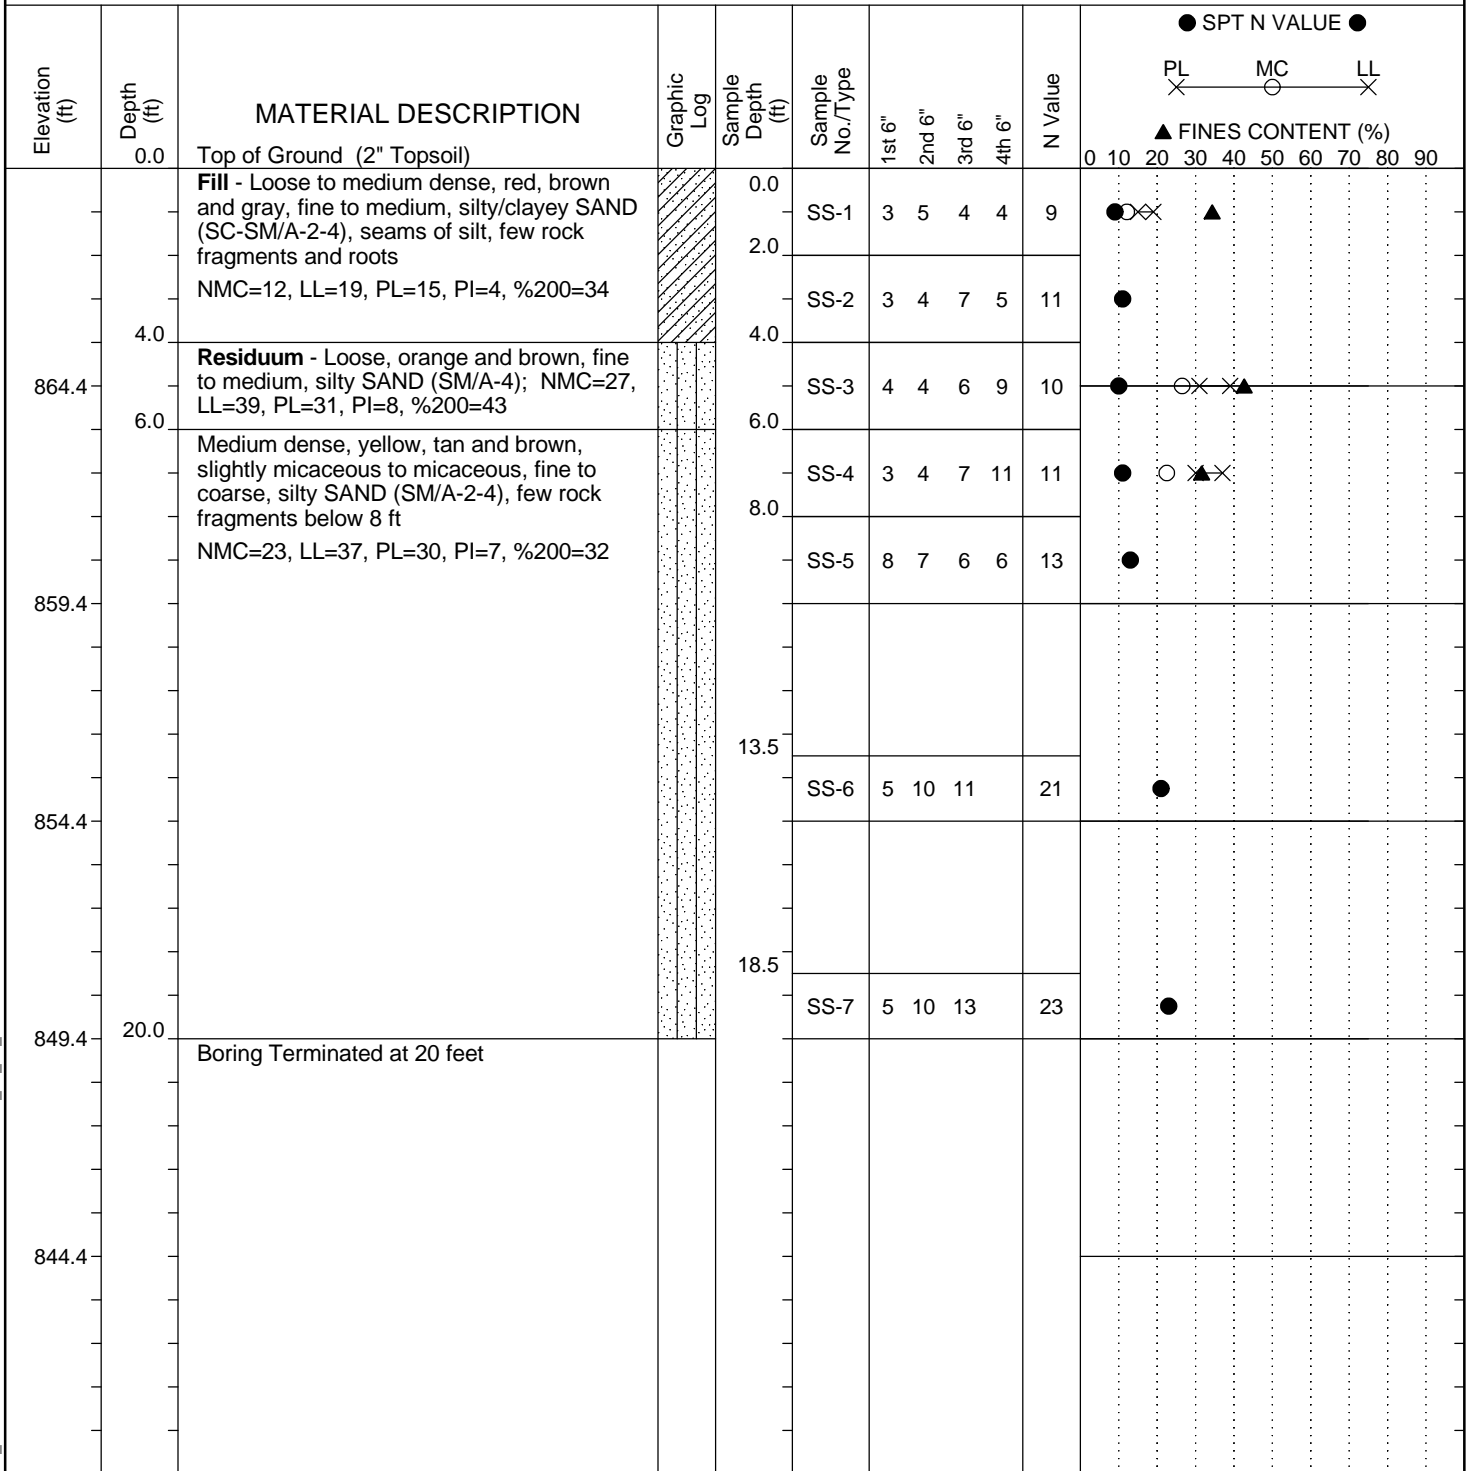 ● SPT N VALUE ●
PL MC LL
▲ FINES CONTENT (%)
Elevation (ft)
Depth (ft)
MATERIAL DESCRIPTION
Graphic Log
Sample Depth (ft)
Sample No./Type
1st 6"
2nd 6"
3rd 6"
4th 6"
N Value
0 10 20 30 40 50 60 70 80 90
0.0 Top of Ground (2" Topsoil)
Fill - Loose to medium dense, red, brown
and gray, fine to medium, silty/clayey SAND
(SC-SM/A-2-4), seams of silt, few rock
fragments and roots
NMC=12, LL=19, PL=15, PI=4, %200=34
0.0
SS-1 3 5 4 4 9
2.0
SS-2 3 4 7 5 11
4.0
4.0
Residuum - Loose, orange and brown, fine
to medium, silty SAND (SM/A-4); NMC=27,
LL=39, PL=31, PI=8, %200=43
864.4
SS-3 4 4 6 9 10
6.0
6.0
Medium dense, yellow, tan and brown,
slightly micaceous to micaceous, fine to
coarse, silty SAND (SM/A-2-4), few rock
fragments below 8 ft
NMC=23, LL=37, PL=30, PI=7, %200=32
SS-4 3 4 7 11 11
8.0
SS-5 8 7 6 6 13
859.4
13.5
SS-6 5 10 11 21
854.4
18.5
SS-7 5 10 13 23
849.4
20.0
Boring Terminated at 20 feet
844.4